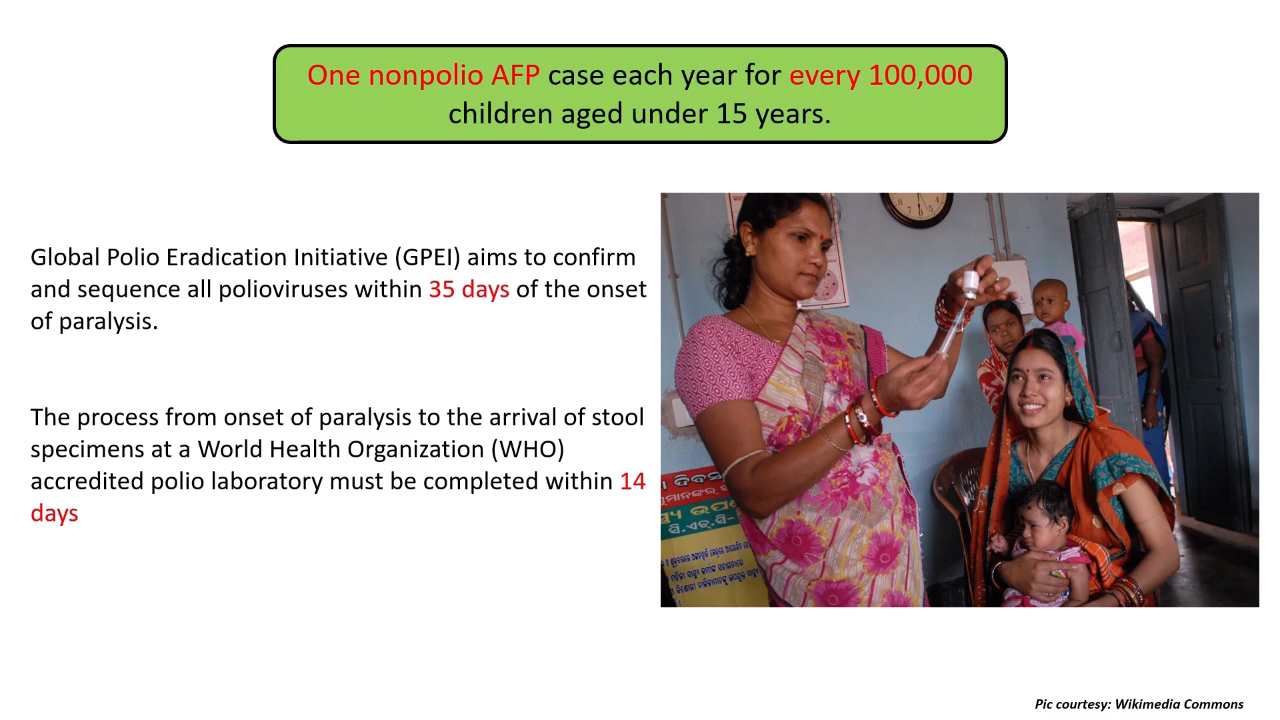 One nonpolio AFP case each year for every 100,000
children aged under 15 years.
Global Polio Eradication Initiative (GPEI) aims to confirm
and sequence all polioviruses within 35 days of the onset
of paralysis.
The process from onset of paralysis to the arrival of stool
specimens at a World Health Organization (WHO)
accredited polio laboratory must be completed within 14
days
ସି.ଏଚ୍.ସି-
Pic courtesy: Wikimedia Commons